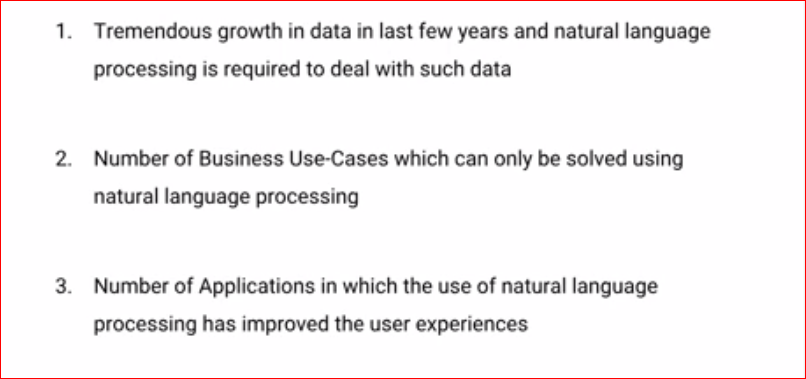 1. Tremendous growth in data in last few years and natural language
processing is required to deal with such data
2. Number of Business Use-Cases which can only be solved using
natural language processing
3. Number of Applications in which the use of natural language
processing has improved the user experiences